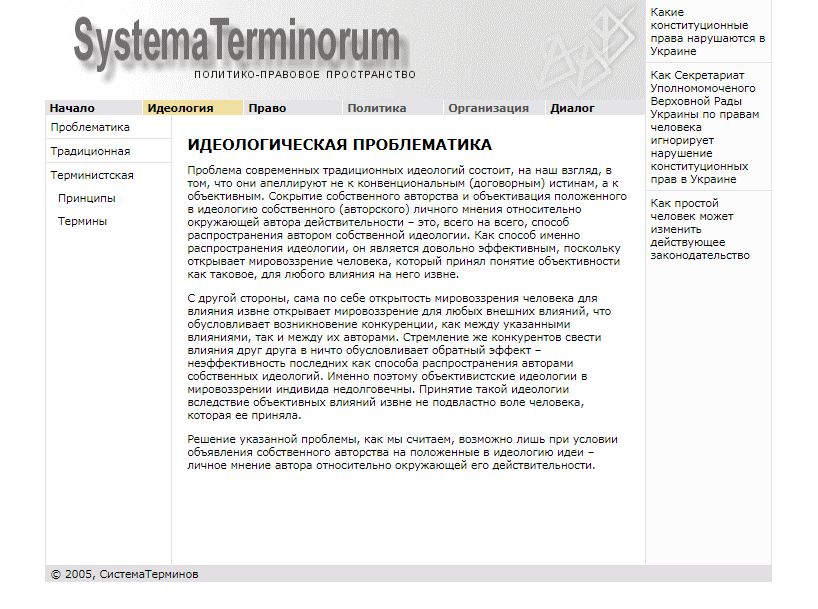 SystemaTerminorum
ПОЛИТИКО-ПРАВОВОЕ ПРОСТРАНСТВО
Начало Идеология Право Политика Организация Диалог
Проблематика
Традиционная
Терминистская
Принципы
Термины
ИДЕОЛОГИЧЕСКАЯ ПРОБЛЕМАТИКА
Проблема современных традиционных идеологий состоит, на наш взгляд, в
том, что они апеллируют не к конвенциональным (договорным) истинам, а к
объективным. Сокрытие собственного авторства и объективация положенного
в идеологию собственного (авторского) личного мнения относительно
окружающей автора действительности – это, всего на всего, способ
распространения автором собственной идеологии. Как способ именно
распространения идеологии, он является довольно эффективным, поскольку
открывает мировоззрение человека, который принял понятие объективности
как таковое, для любого влияния на него извне.
С другой стороны, сама по себе открытость мировоззрения человека для
влияния извне открывает мировоззрение для любых внешних влияний, что
обусловливает возникновение конкуренции, как между указанными
влияниями, так и между их авторами. Стремление же конкурентов свести
влияния друг друга в ничто обусловливает обратный эффект –
неэффективность последних как способа распространения авторами
собственных идеологий. Именно поэтому объективистские идеологии в
мировоззрении индивида недолговечны. Принятие такой идеологии
вследствие объективных влияний извне не подвластно воле человека,
которая ее приняла.
Решение указанной проблемы, как мы считаем, возможно лишь при условии
объявления собственного авторства на положенные в идеологию идеи –
личное мнение автора относительно окружающей его действительности.
Какие
конституционные
права нарушаются в
Украине
Как Секретариат
Уполномоченого
Верховной Рады
Украины по правам
человека
игнорирует
нарушение
конституционных
прав в Украине
Как простой
человек может
изменить
действующее
законодательство
© 2005, СистемаТерминов